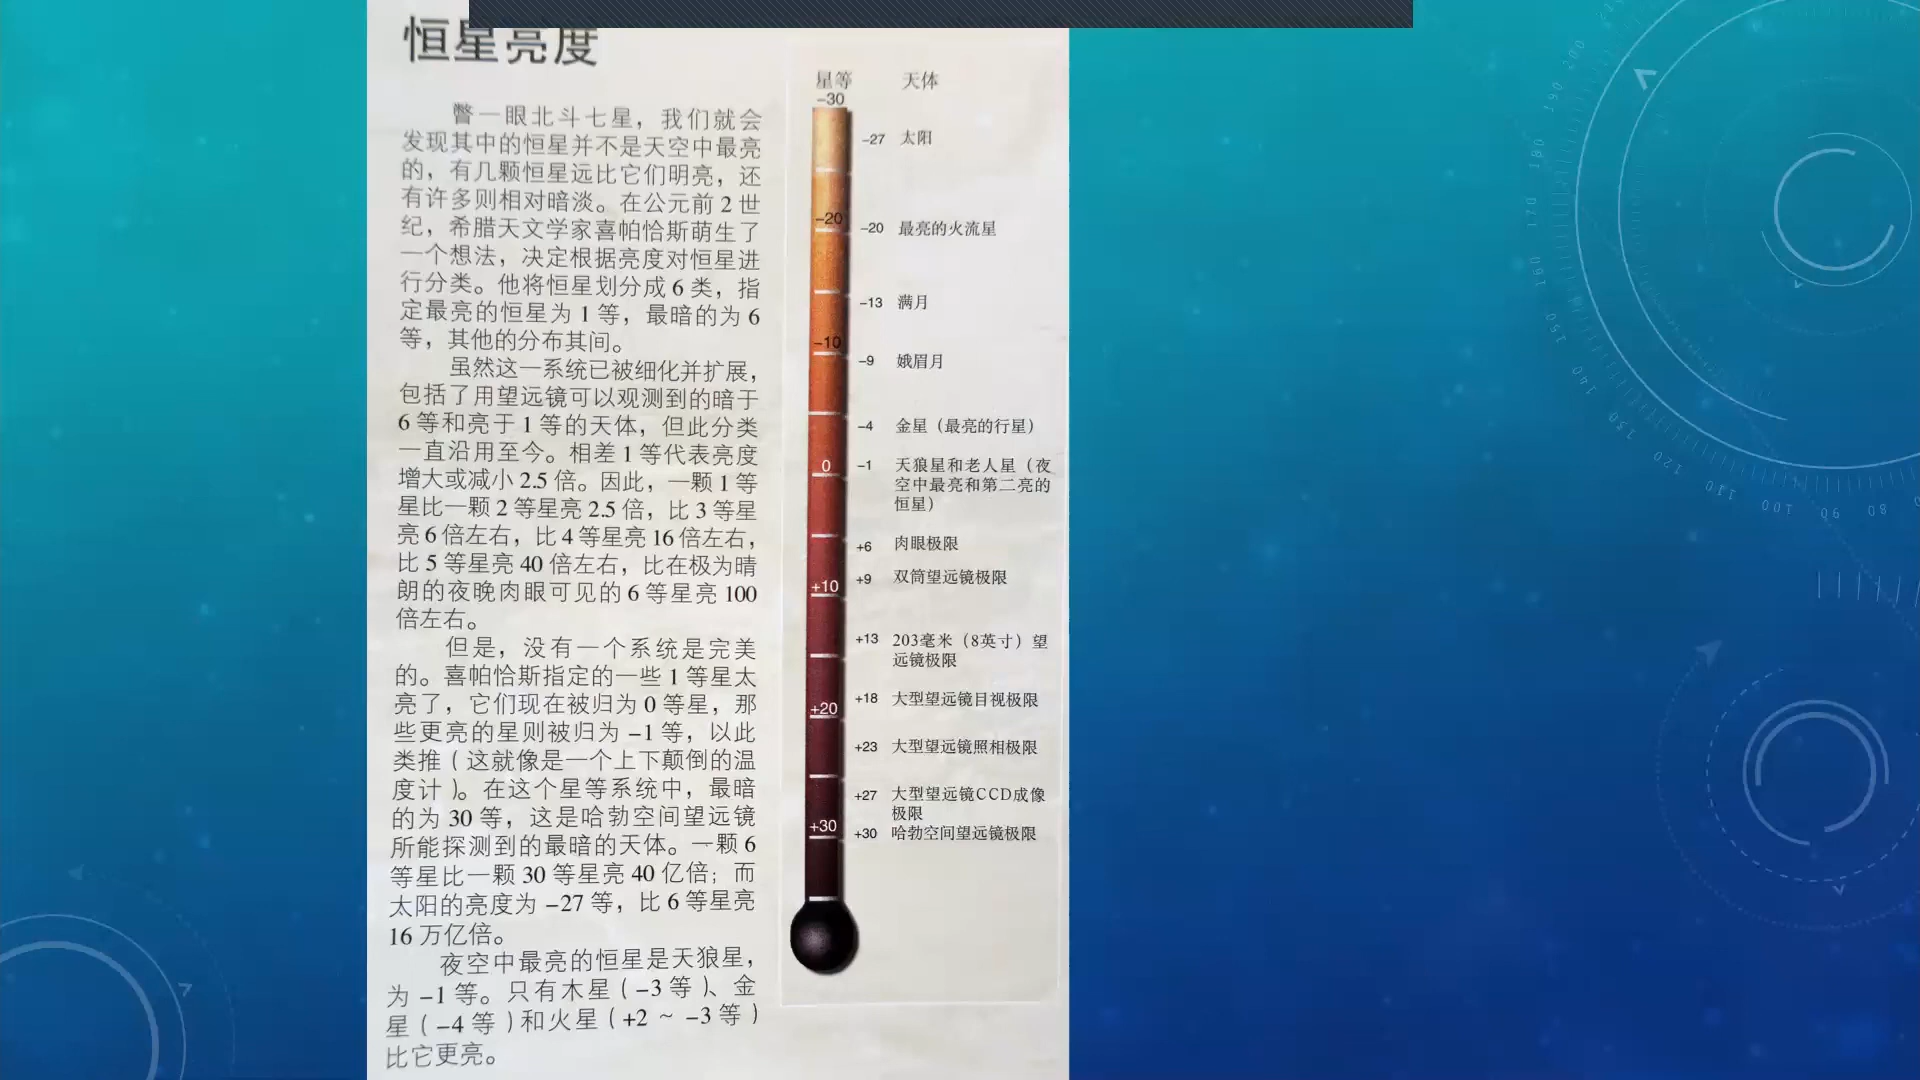 恒星亮度
瞥一眼北斗七星，我们就会
发现其中的恒星并不是天空中最亮
的，有几颗恒星远比它们明亮，还
有许多则相对暗淡。在公元前 2 世
纪，希腊天文学家喜帕恰斯萌生了
一个想法，决定根据亮度对恒星进
行分类。他将恒星划分成 6 类，指
定最亮的恒星为 1 等，最暗的为 6
等，其他的分布其间。
虽然这一系统已被细化并扩展，
包括了用望远镜可以观测到的暗于
6 等和亮于 1 等的天体，但此分类
一直沿用至今。相差 1 等代表亮度
增大或减小 2.5 倍。因此，一颗 1 等
星比一颗 2 等星亮 2.5 倍，比 3 等星
亮 6 倍左右，比 4 等星亮 16 倍左右，
比 5 等星亮 40 倍左右，比在极为晴
朗的夜晚肉眼可见的 6 等星亮 100
倍左右。
但是，没有一个系统是完美
的。喜帕恰斯指定的一些 1 等星太
亮了，它们现在被归为 0 等星，那
些更亮的星则被归为 −1 等，以此
类推（这就像是一个上下颠倒的温
度计）。在这个星等系统中，最暗
的为 30 等，这是哈勃空间望远镜
所能探测到的最暗的天体。一颗 6
等星比一颗 30 等星亮 40 亿倍；而
太阳的亮度为 −27 等，比 6 等星亮
16 万亿倍。
夜空中最亮的恒星是天狼星，
为 −1 等。只有木星（−3 等）、金
星（−4 等）和火星（+2 ~ −3 等）
比它更亮。
星等 天体
−30
−27 太阳
−20
−20 最亮的火流星
−13 满月
−10
−9 娥眉月
−4 金星（最亮的行星）
0
−1 天狼星和老人星（夜
空中最亮和第二亮的
恒星）
+6 肉眼极限
+10
+9 双筒望远镜极限
+13 203毫米（8英寸）望
远镜极限
+18 大型望远镜目视极限
+20
+23 大型望远镜照相极限
+27 大型望远镜CCD成像
极限
+30
+30 哈勃空间望远镜极限
210
200
190
180
170
160
150
140
130
120
110
100
90
80